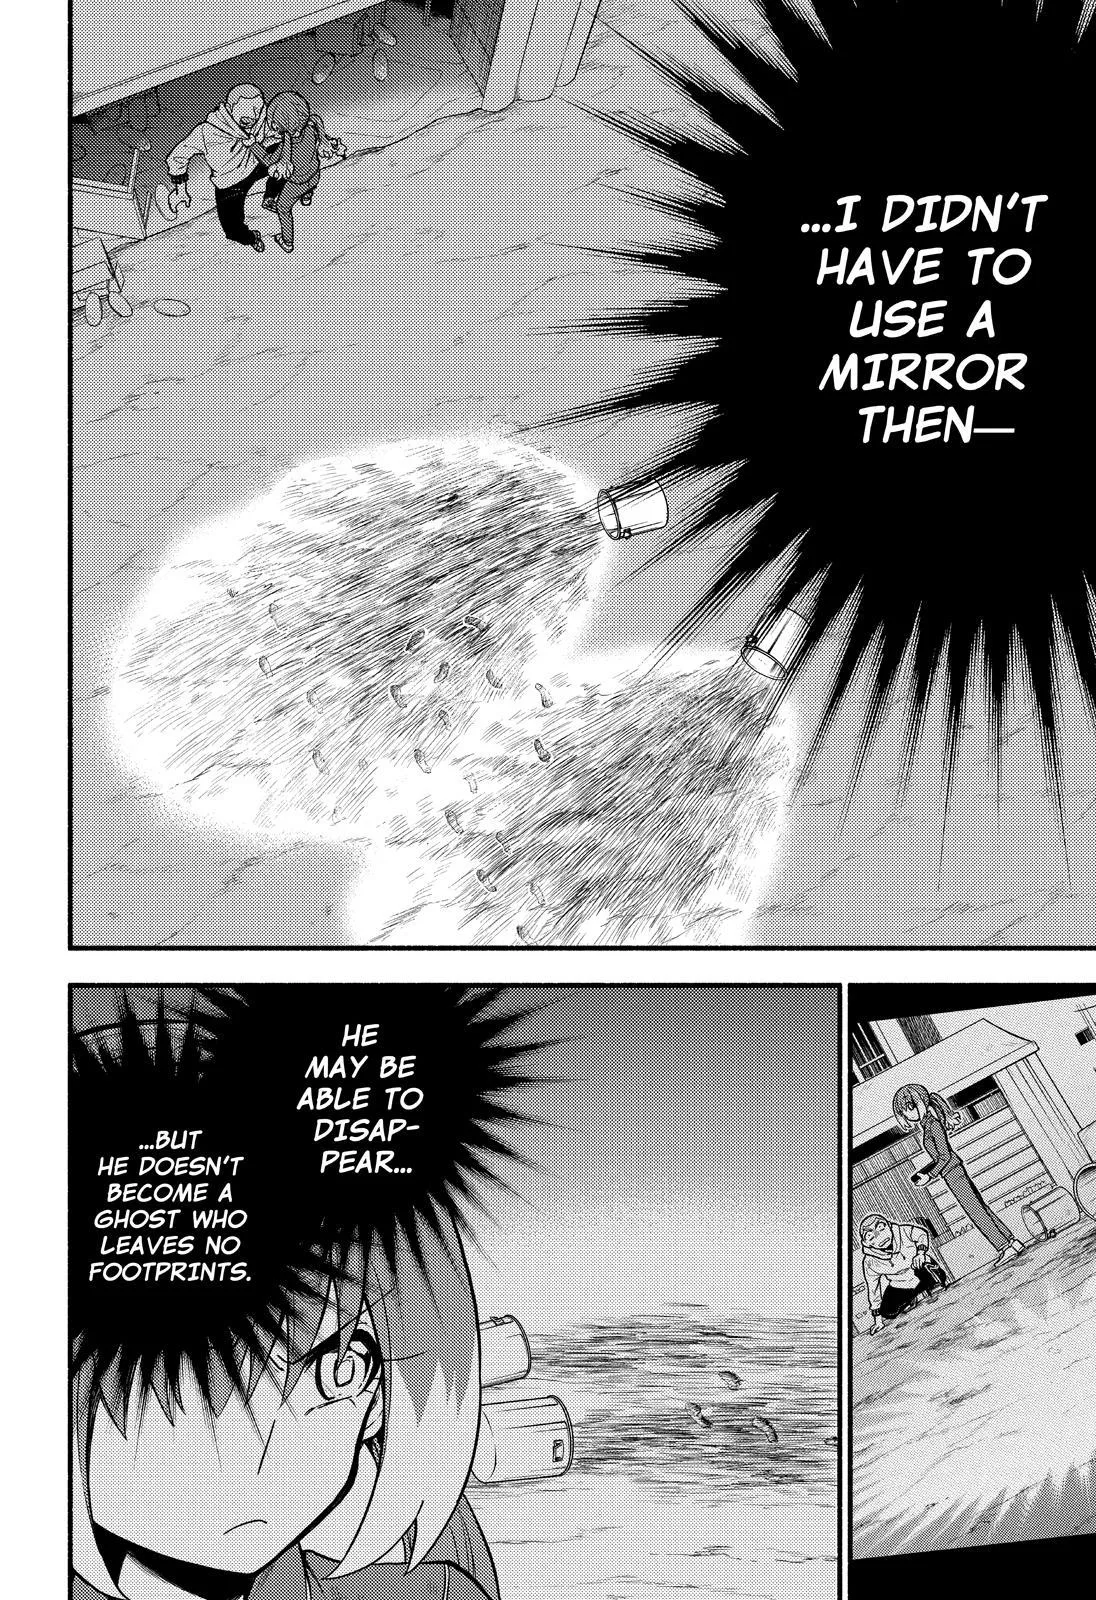 ...I DIDN'T
HAVE TO
USE A
MIRROR
THEN—
HE
MAY BE
ABLE TO
DISAP-
PEAR...
...BUT
HE DOESN'T
BECOME A
GHOST WHO
LEAVES NO
FOOTPRINTS.